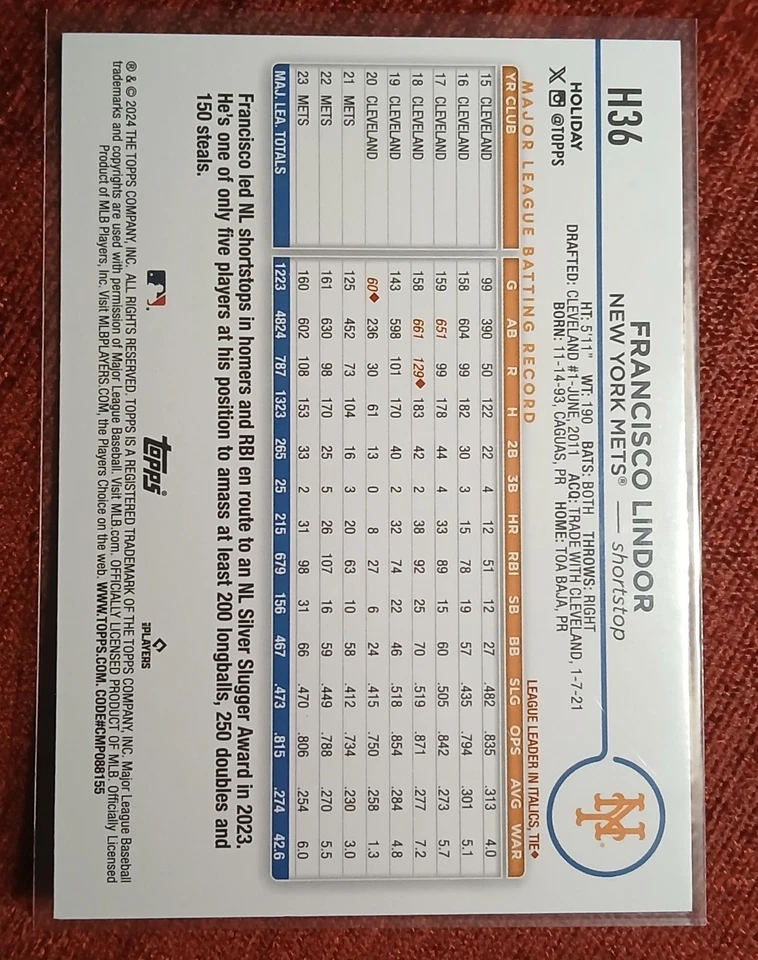 H36
FRANCISCO LINDOR
NEW YORK METS® — shortstop
NY
HOLIDAY
X @TOPPS
HT: 5'11" WT: 190 BATS: BOTH THROWS: RIGHT
DRAFTED: CLEVELAND #1-JUNE, 2011 ACQ: TRADE WITH CLEVELAND, 1-7-21
BORN: 11-14-93, CAGUAS, PR HOME: TOA BAJA, PR
MAJOR LEAGUE BATTING RECORD LEAGUE LEADER IN ITALICS, TIE♦
YR CLUB G AB R H 2B 3B HR RBI SB BB SLG OPS AVG WAR
15 CLEVELAND 99 390 50 122 22 4 12 51 12 27 .482 .835 .313 4.0
16 CLEVELAND 158 604 99 182 30 3 15 78 19 57 .435 .794 .301 5.1
17 CLEVELAND 159 651 99 178 44 4 33 89 15 60 .505 .842 .273 5.7
18 CLEVELAND 158 661 129♦ 183 42 2 38 92 25 70 .519 .871 .277 7.2
19 CLEVELAND 143 598 101 170 40 2 32 74 22 46 .518 .854 .284 4.8
20 CLEVELAND 60♦ 236 30 61 13 0 8 27 6 24 .415 .750 .258 1.3
21 METS 125 452 73 104 16 3 20 63 10 58 .412 .734 .230 3.0
22 METS 161 630 98 170 25 5 26 107 16 59 .449 .788 .270 5.5
23 METS 160 602 108 153 33 2 31 98 31 66 .470 .806 .254 6.0
MAJ. LEA. TOTALS 1223 4824 787 1323 265 25 215 679 156 467 .473 .815 .274 42.6
Francisco led NL shortstops in homers and RBI en route to an NL Silver Slugger Award in 2023.
He's one of only five players at his position to amass at least 200 longballs, 250 doubles and
150 steals.
topps
PLAYERS
® & © 2024 THE TOPPS COMPANY, INC. ALL RIGHTS RESERVED. TOPPS IS A REGISTERED TRADEMARK OF THE TOPPS COMPANY, INC. Major League Baseball
trademarks and copyrights are used with permission of Major League Baseball. Visit MLB.com. OFFICIALLY LICENSED PRODUCT OF MLB. Officially Licensed
Product of MLB Players, Inc. Visit MLBPLAYERS.COM, the Players Choice on the web. WWW.TOPPS.COM. CODE#CMP088155